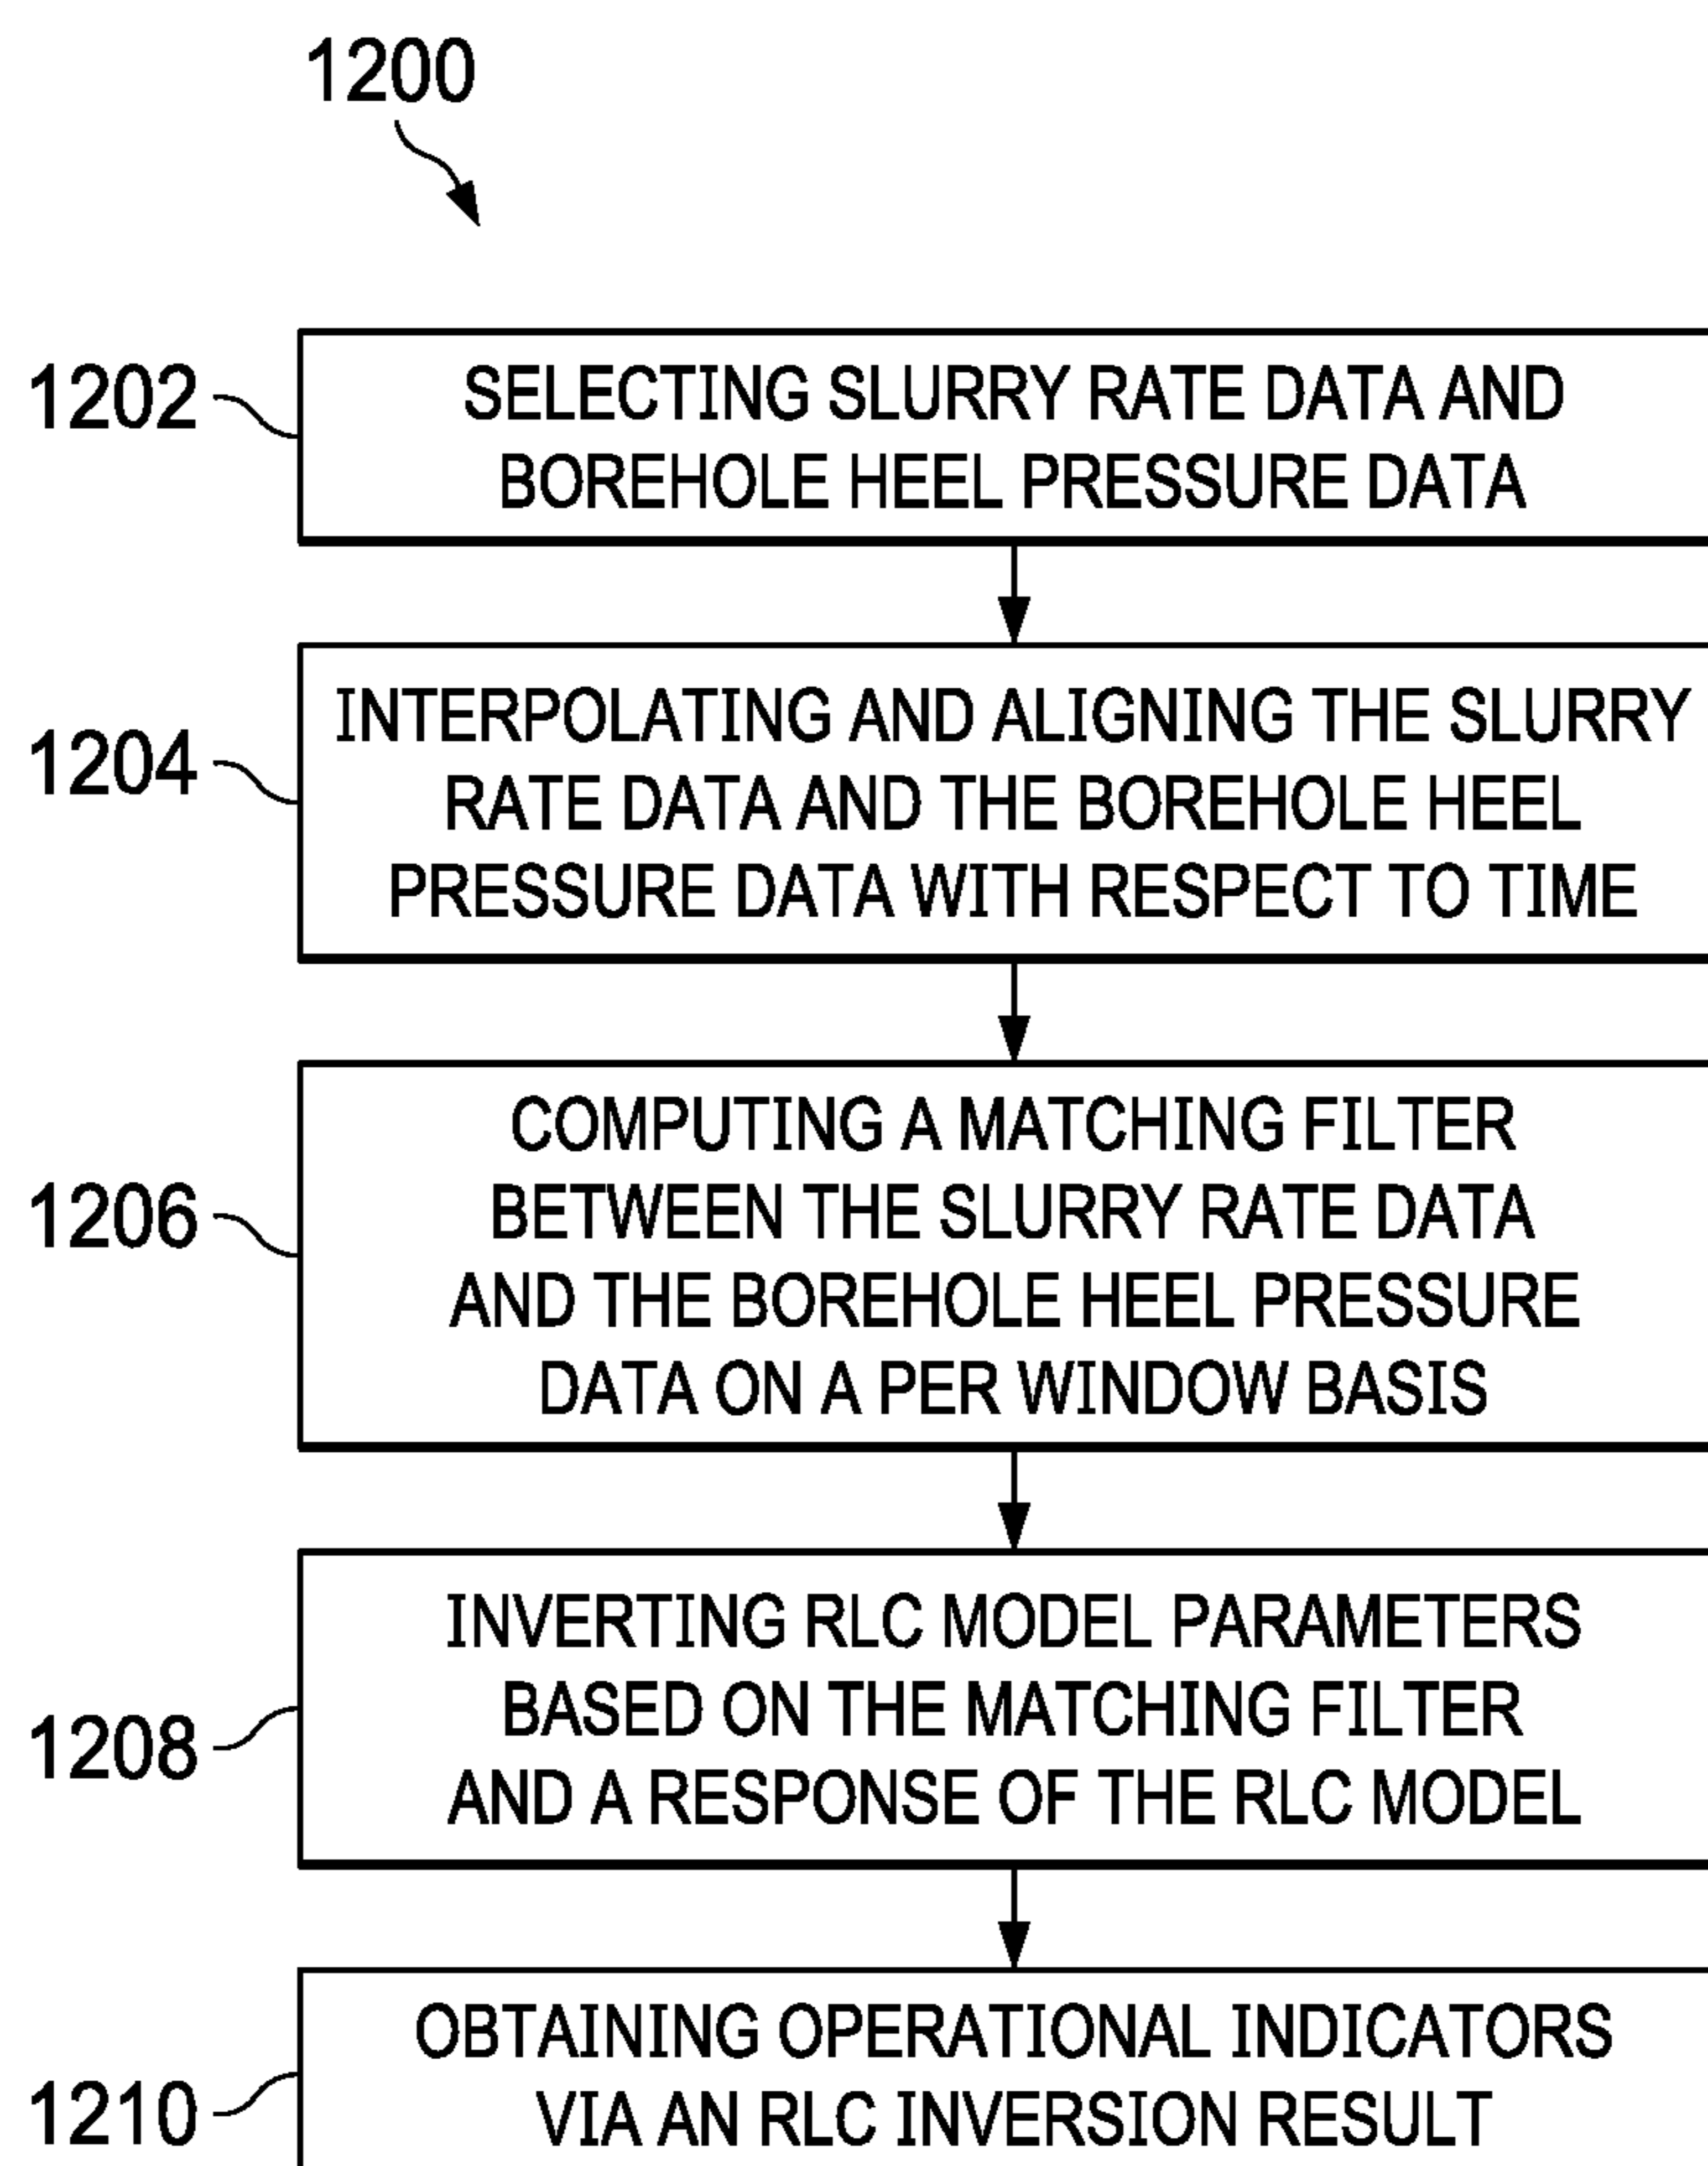 1200
1202
SELECTING SLURRY RATE DATA AND
BOREHOLE HEEL PRESSURE DATA
1204
INTERPOLATING AND ALIGNING THE SLURRY
RATE DATA AND THE BOREHOLE HEEL
PRESSURE DATA WITH RESPECT TO TIME
1206
COMPUTING A MATCHING FILTER
BETWEEN THE SLURRY RATE DATA
AND THE BOREHOLE HEEL PRESSURE
DATA ON A PER WINDOW BASIS
1208
INVERTING RLC MODEL PARAMETERS
BASED ON THE MATCHING FILTER
AND A RESPONSE OF THE RLC MODEL
1210
OBTAINING OPERATIONAL INDICATORS
VIA AN RLC INVERSION RESULT